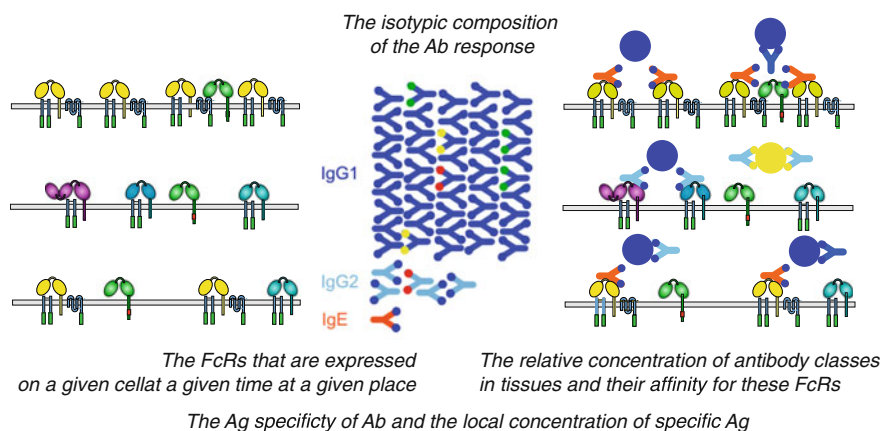 The isotypic composition
of the Ab response
IgG1
IgG2
IgE
The FcRs that are expressed
on a given cellat a given time at a given place
The relative concentration of antibody classes
in tissues and their affinity for these FcRs
The Ag specificty of Ab and the local concentration of specific Ag